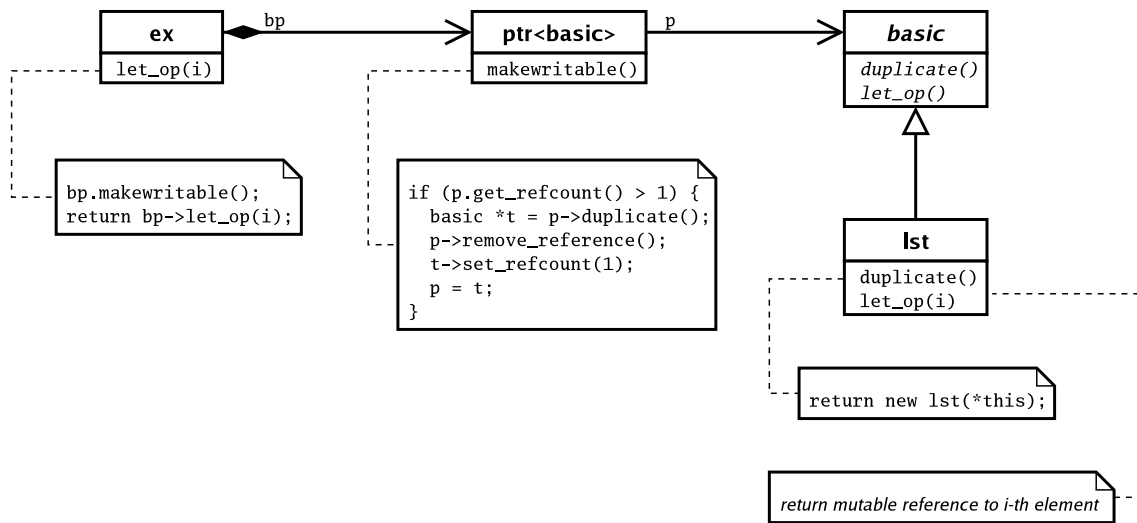 ex
let_op(i)
bp
ptr<basic>
makewritable()
p
basic
duplicate()
let_op()
bp.makewritable();
return bp->let_op(i);
if (p.get_refcount() > 1) {
basic *t = p->duplicate();
p->remove_reference();
t->set_refcount(1);
p = t;
}
lst
duplicate()
let_op(i)
return new lst(*this);
return mutable reference to i-th element